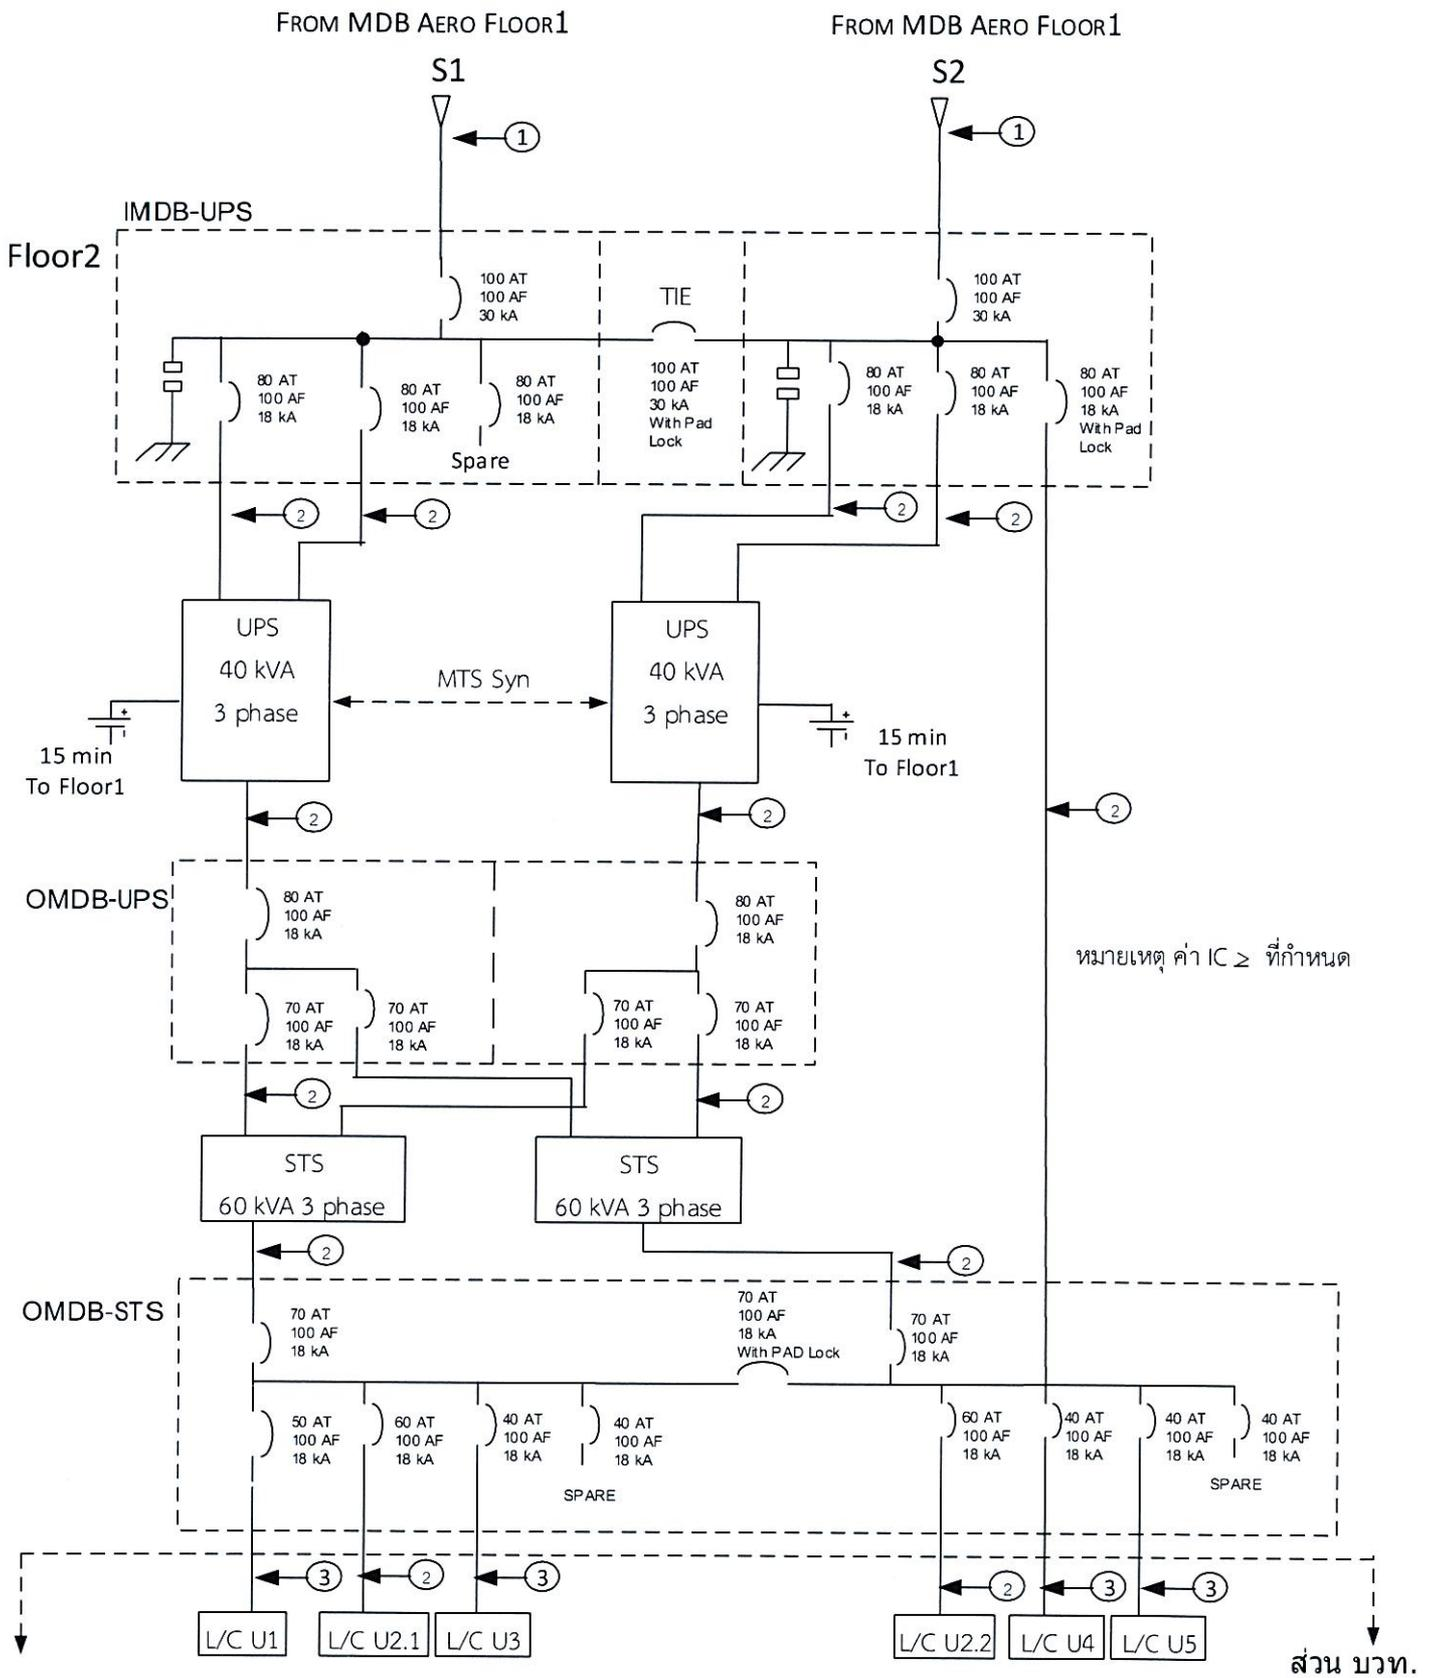 FROM MDB AERO FLOOR1
FROM MDB AERO FLOOR1
S1
S2
1
1
IMDB-UPS
Floor2
100 AT
100 AF
30 kA
TIE
100 AT
100 AF
30 kA
80 AT
100 AF
18 kA
80 AT
100 AF
18 kA
80 AT
100 AF
18 kA
Spare
100 AT
100 AF
30 kA
With Pad
Lock
80 AT
100 AF
18 kA
80 AT
100 AF
18 kA
80 AT
100 AF
18 kA
With Pad
Lock
2
2
2
2
UPS
40 kVA
3 phase
MTS Syn
UPS
40 kVA
3 phase
+
-
15 min
To Floor1
+
-
15 min
To Floor1
2
2
2
OMDB-UPS
80 AT
100 AF
18 kA
80 AT
100 AF
18 kA
หมายเหตุ ค่า IC ≥ ที่กำหนด
70 AT
100 AF
18 kA
70 AT
100 AF
18 kA
70 AT
100 AF
18 kA
70 AT
100 AF
18 kA
2
2
STS
60 kVA 3 phase
STS
60 kVA 3 phase
2
2
OMDB-STS
70 AT
100 AF
18 kA
70 AT
100 AF
18 kA
With PAD Lock
70 AT
100 AF
18 kA
50 AT
100 AF
18 kA
60 AT
100 AF
18 kA
40 AT
100 AF
18 kA
40 AT
100 AF
18 kA
SPARE
60 AT
100 AF
18 kA
40 AT
100 AF
18 kA
40 AT
100 AF
18 kA
40 AT
100 AF
18 kA
SPARE
3
2
3
2
3
3
L/C U1
L/C U2.1
L/C U3
L/C U2.2
L/C U4
L/C U5
ส่วน บวท.